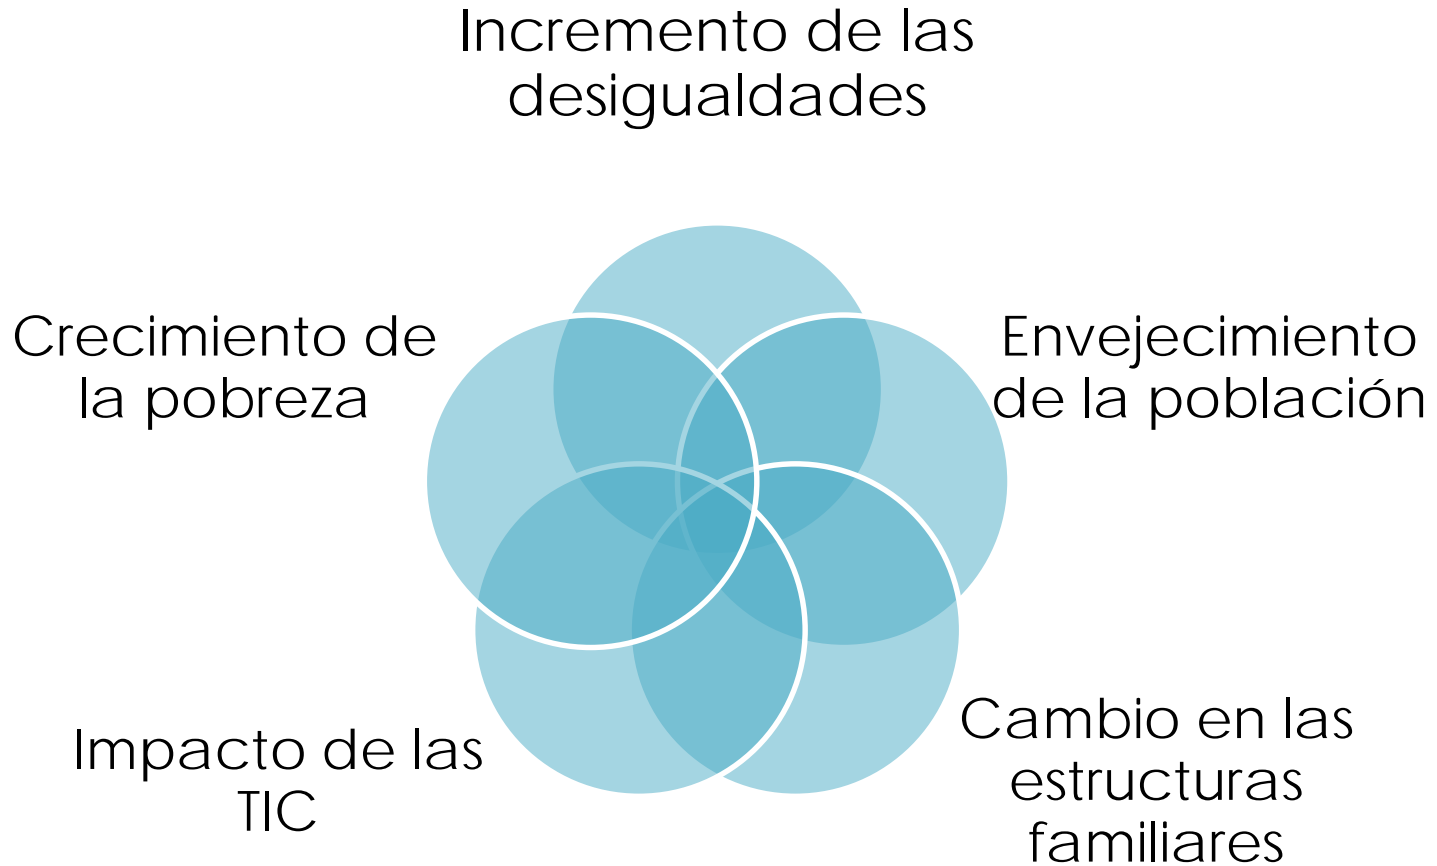 Incremento de las
desigualdades
Crecimiento de
la pobreza
Envejecimiento
de la población
Impacto de las
TIC
Cambio en las
estructuras
familiares